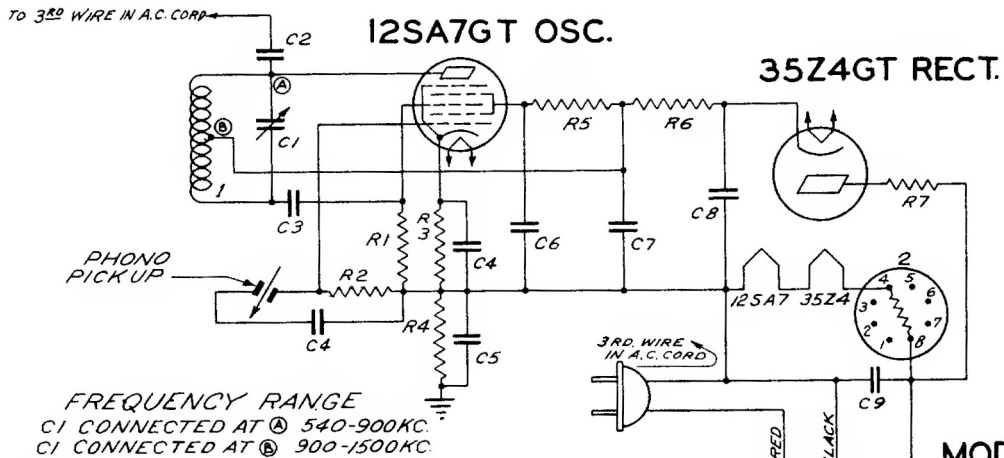 TO 3RD WIRE IN A.C. CORD
C2
12SA7GT OSC.
35Z4GT RECT.
A
B
C1
1
C3
R5
R6
R7
R1
R3
C4
C6
C7
C8
PHONO
PICKUP
R2
C4
R4
C5
12SA7
35Z4
2
4
5
3
6
2
7
1
8
3RD. WIRE
IN A.C. CORD
C9
RED
LACK
FREQUENCY RANGE
C1 CONNECTED AT A 540-900KC.
C1 CONNECTED AT B 900-1500KC.
MOD